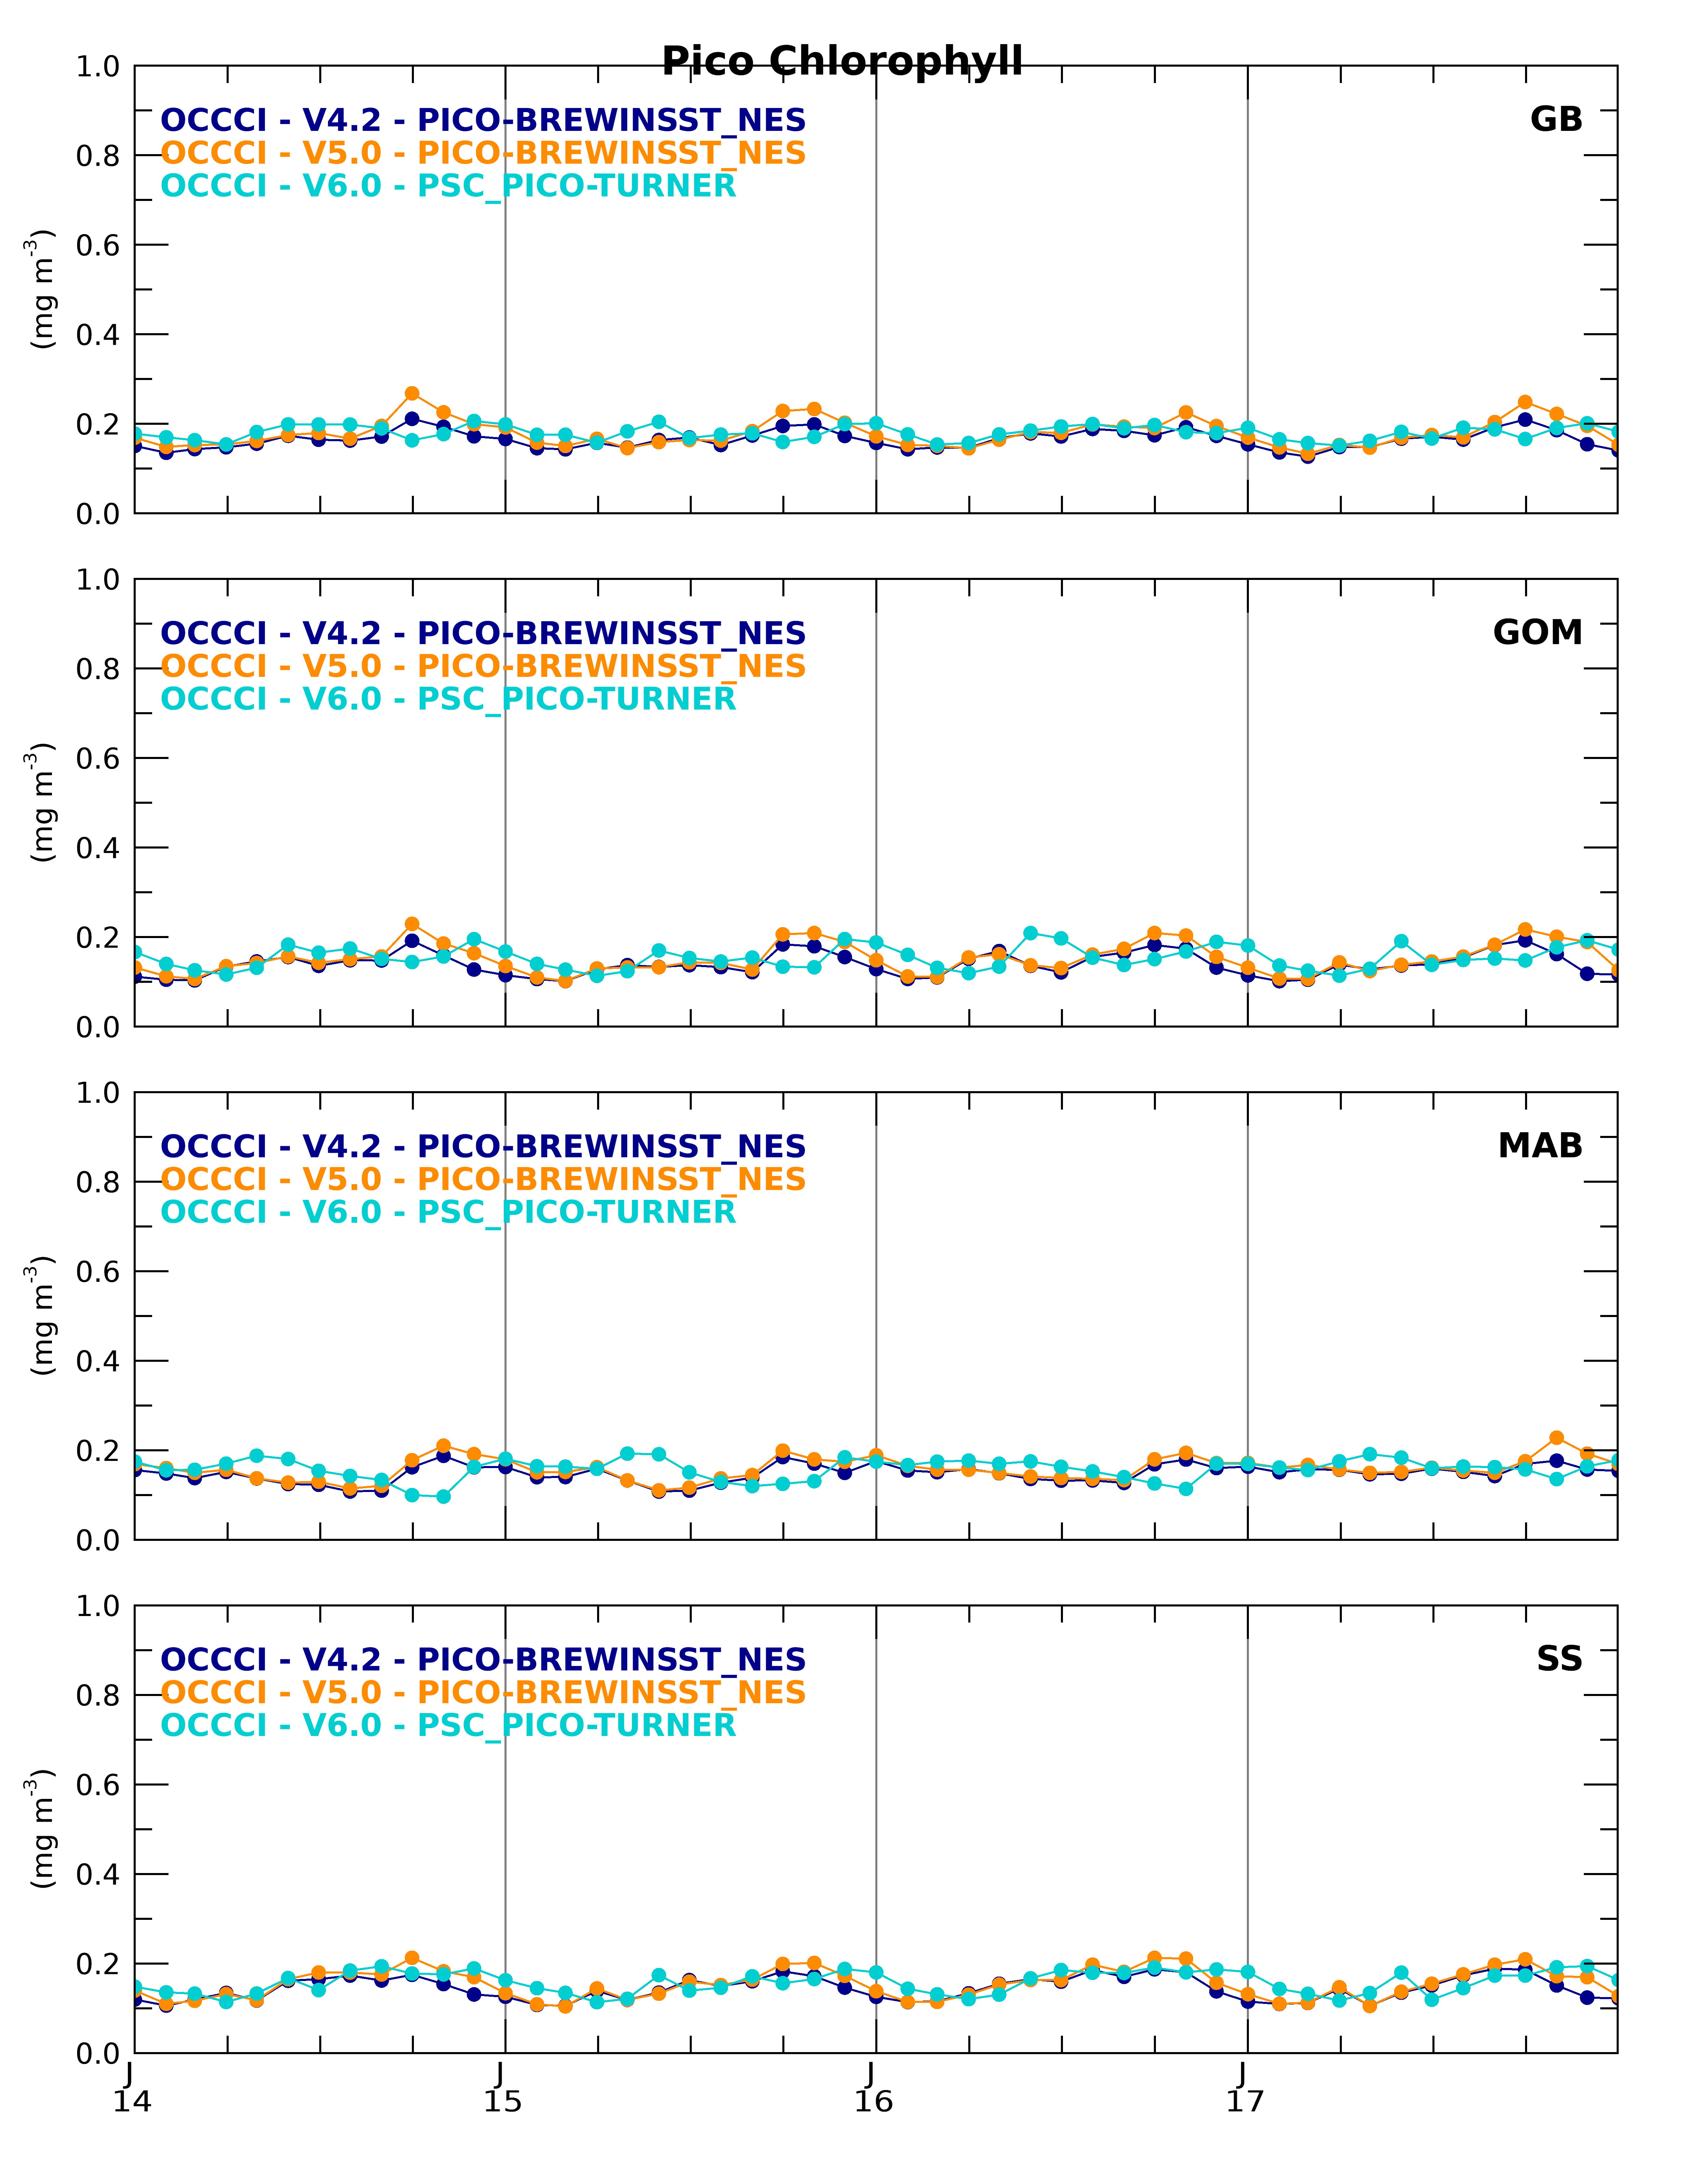 Pico Chlorophyll
1.0
OCCCI - V4.2 - PICO-BREWINSST_NES
GB
OCCCI - V5.0 - PICO-BREWINSST_NES
0.8
OCCCI - V6.0 - PSC_PICO-TURNER
0.6
(mg m-3)
0.4
0.2
0.0
1.0
OCCCI - V4.2 - PICO-BREWINSST_NES
GOM
OCCCI - V5.0 - PICO-BREWINSST_NES
0.8
OCCCI - V6.0 - PSC_PICO-TURNER
0.6
(mg m-3)
0.4
0.2
0.0
1.0
OCCCI - V4.2 - PICO-BREWINSST_NES
MAB
OCCCI - V5.0 - PICO-BREWINSST_NES
0.8
OCCCI - V6.0 - PSC_PICO-TURNER
0.6
(mg m-3)
0.4
0.2
0.0
1.0
OCCCI - V4.2 - PICO-BREWINSST_NES
SS
OCCCI - V5.0 - PICO-BREWINSST_NES
0.8
OCCCI - V6.0 - PSC_PICO-TURNER
0.6
(mg m-3)
0.4
0.2
0.0
J J J J
14 15 16 17